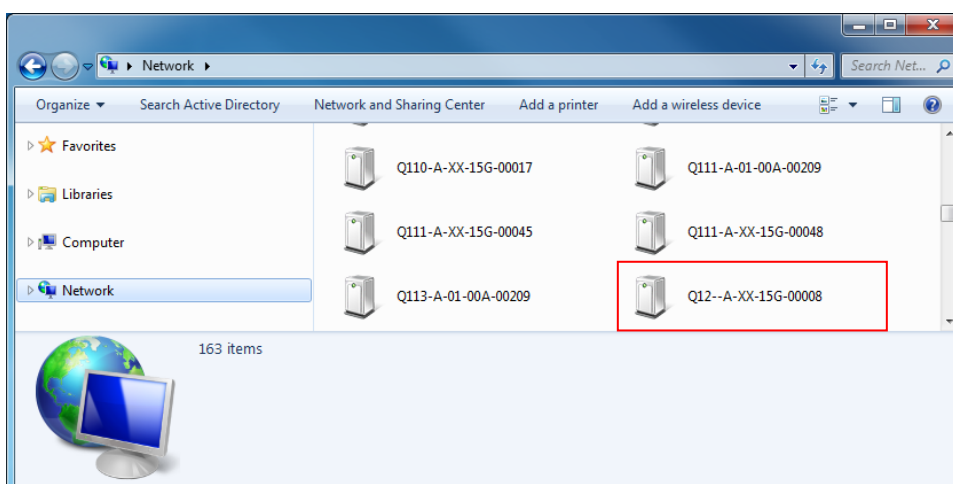 Network
Search Net...
Organize
Search Active Directory
Network and Sharing Center
Add a printer
Add a wireless device
Favorites
Libraries
Computer
Network
Q110-A-XX-15G-00017
Q111-A-01-00A-00209
Q111-A-XX-15G-00045
Q111-A-XX-15G-00048
Q113-A-01-00A-00209
Q12--A-XX-15G-00008
163 items